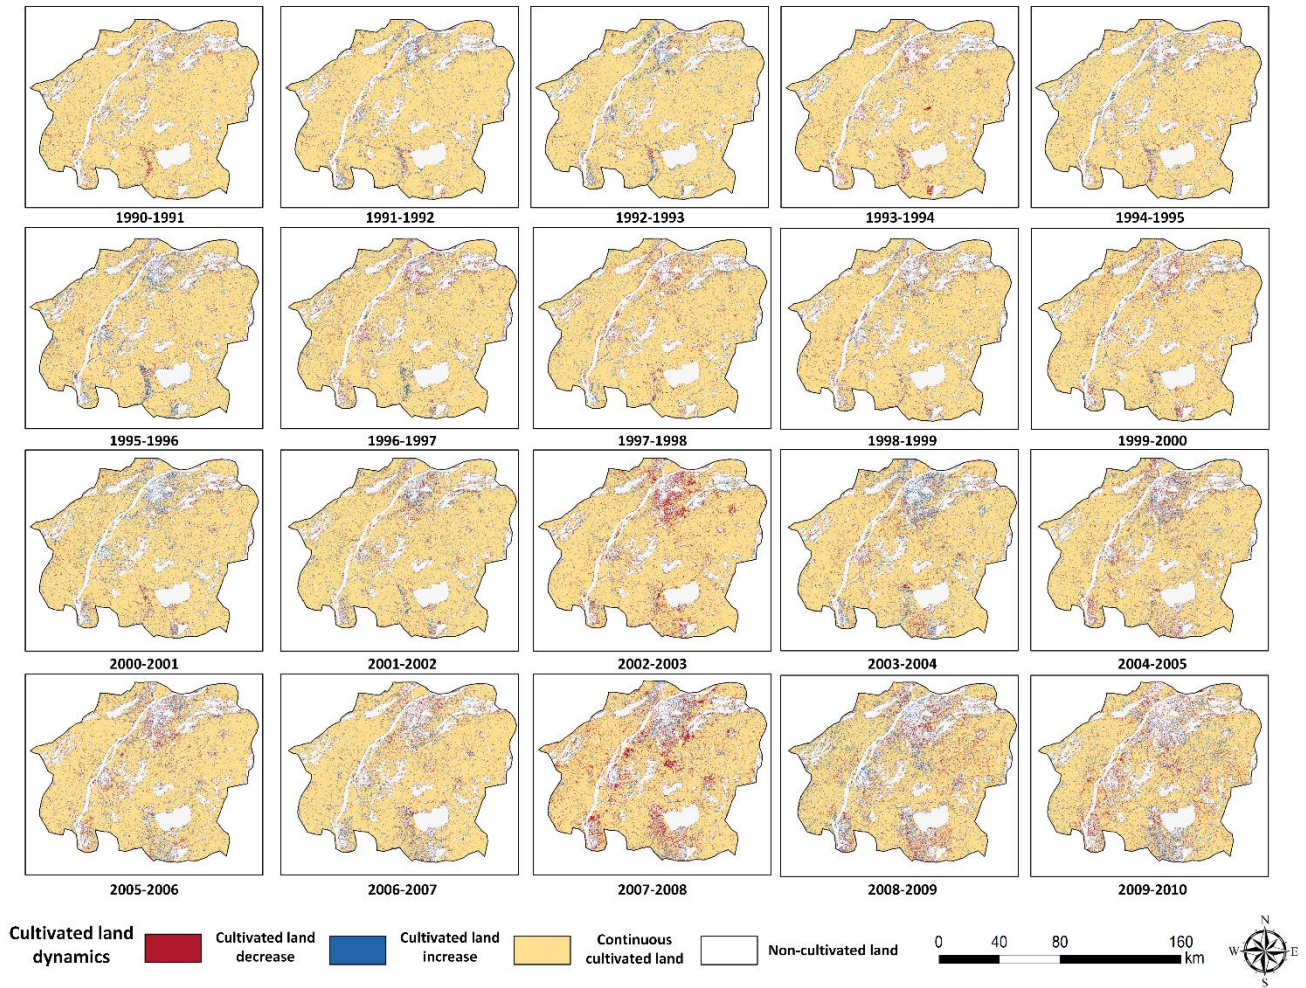 1990-1991
1991-1992
1992-1993
1993-1994
1994-1995
1995-1996
1996-1997
1997-1998
1998-1999
1999-2000
2000-2001
2001-2002
2002-2003
2003-2004
2004-2005
2005-2006
2006-2007
2007-2008
2008-2009
2009-2010
Cultivated land
dynamics
Cultivated land
decrease
Cultivated land
increase
Continuous
cultivated land
Non-cultivated land
0 40 80 160
km
N
W E
S